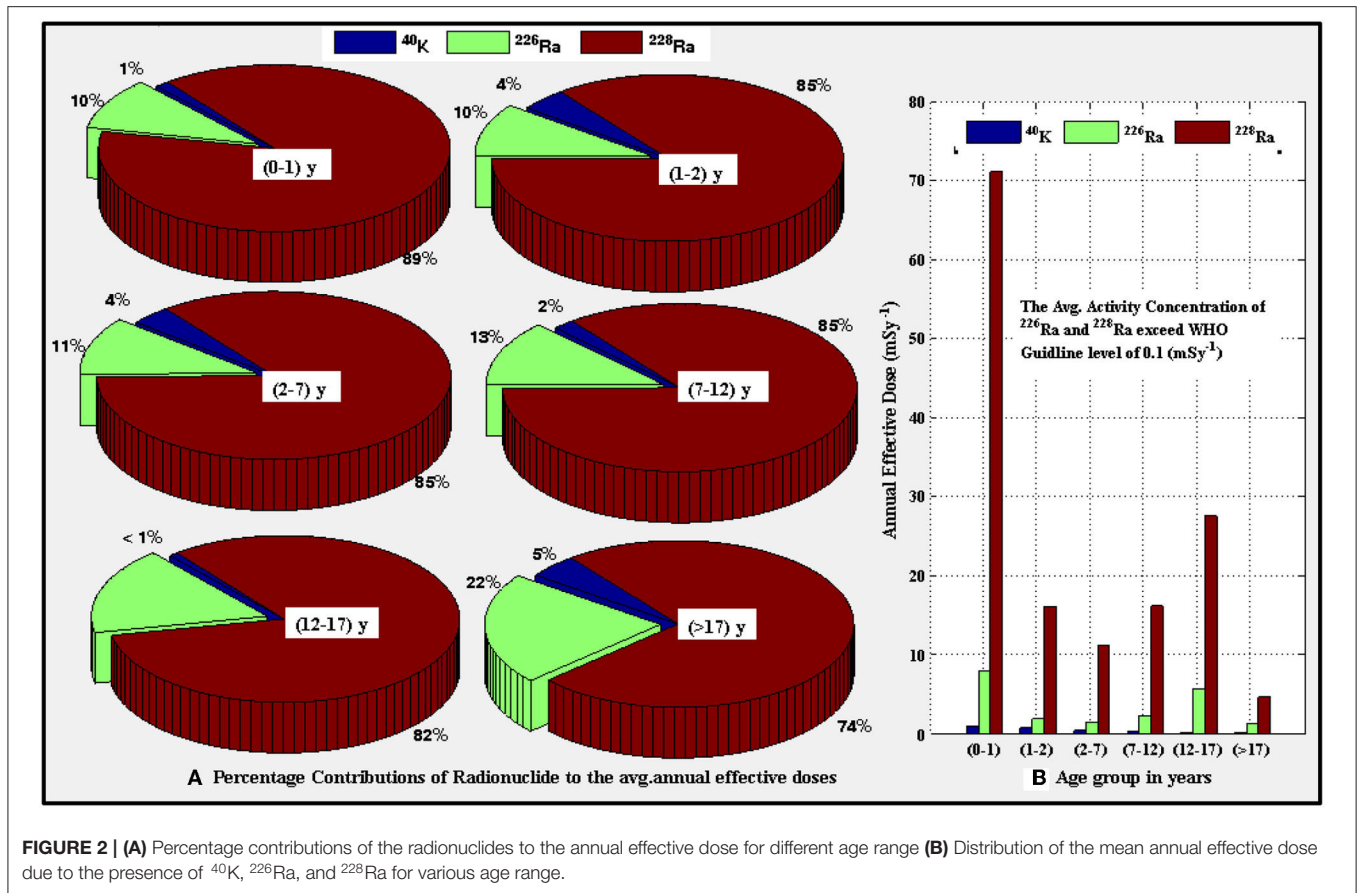 ⁴⁰K ²²⁶Ra ²²⁸Ra
1%
10%
(0-1) y
89%
4%
85%
10%
(1-2) y
4%
11%
(2-7) y
85%
2%
85%
13%
(7-12) y
< 1%
(12-17) y
82%
5%
22%
(>17) y
74%
A Percentage Contributions of Radionuclide to the avg.annual effective doses
80
70
60
50
40
30
20
10
0
Annual Effective Dose (mSy⁻¹)
⁴⁰K ²²⁶Ra ²²⁸Ra
The Avg. Activity Concentration of
²²⁶Ra and ²²⁸Ra exceed WHO
Guidline level of 0.1 (mSy⁻¹)
(0-1) (1-2) (2-7) (7-12) (12-17) (>17)
B Age group in years
FIGURE 2 | (A) Percentage contributions of the radionuclides to the annual effective dose for different age range (B) Distribution of the mean annual effective dose
due to the presence of ⁴⁰K, ²²⁶Ra, and ²²⁸Ra for various age range.